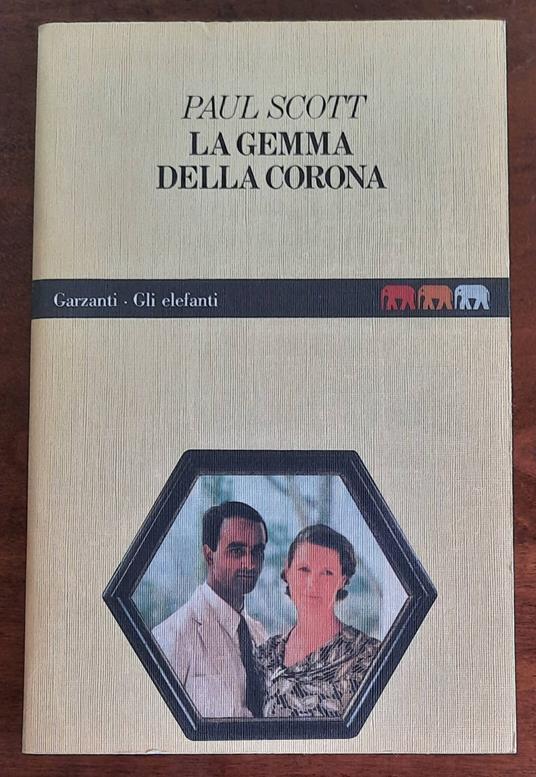 PAUL SCOTT
LA GEMMA
DELLA CORONA
Garzanti · Gli elefanti